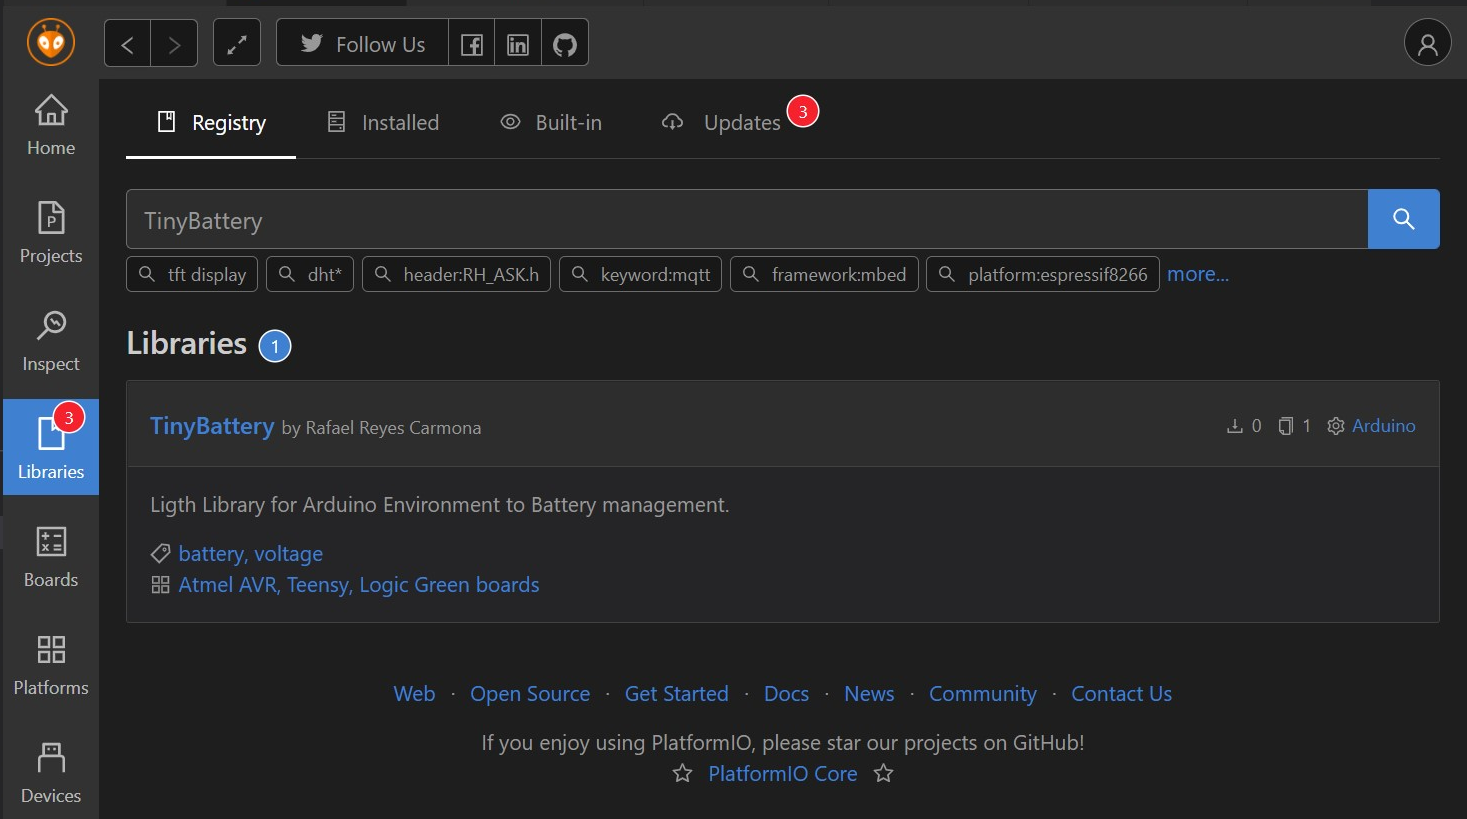 Follow Us
Home
Projects
Inspect
3
Libraries
Boards
Platforms
Devices
Registry Installed Built-in Updates 3
TinyBattery
tft display dht* header:RH_ASK.h keyword:mqtt framework:mbed platform:espressif8266 more...
Libraries 1
TinyBattery by Rafael Reyes Carmona 0 1 Arduino
Ligth Library for Arduino Environment to Battery management.
battery, voltage
Atmel AVR, Teensy, Logic Green boards
Web · Open Source · Get Started · Docs · News · Community · Contact Us
If you enjoy using PlatformIO, please star our projects on GitHub!
PlatformIO Core